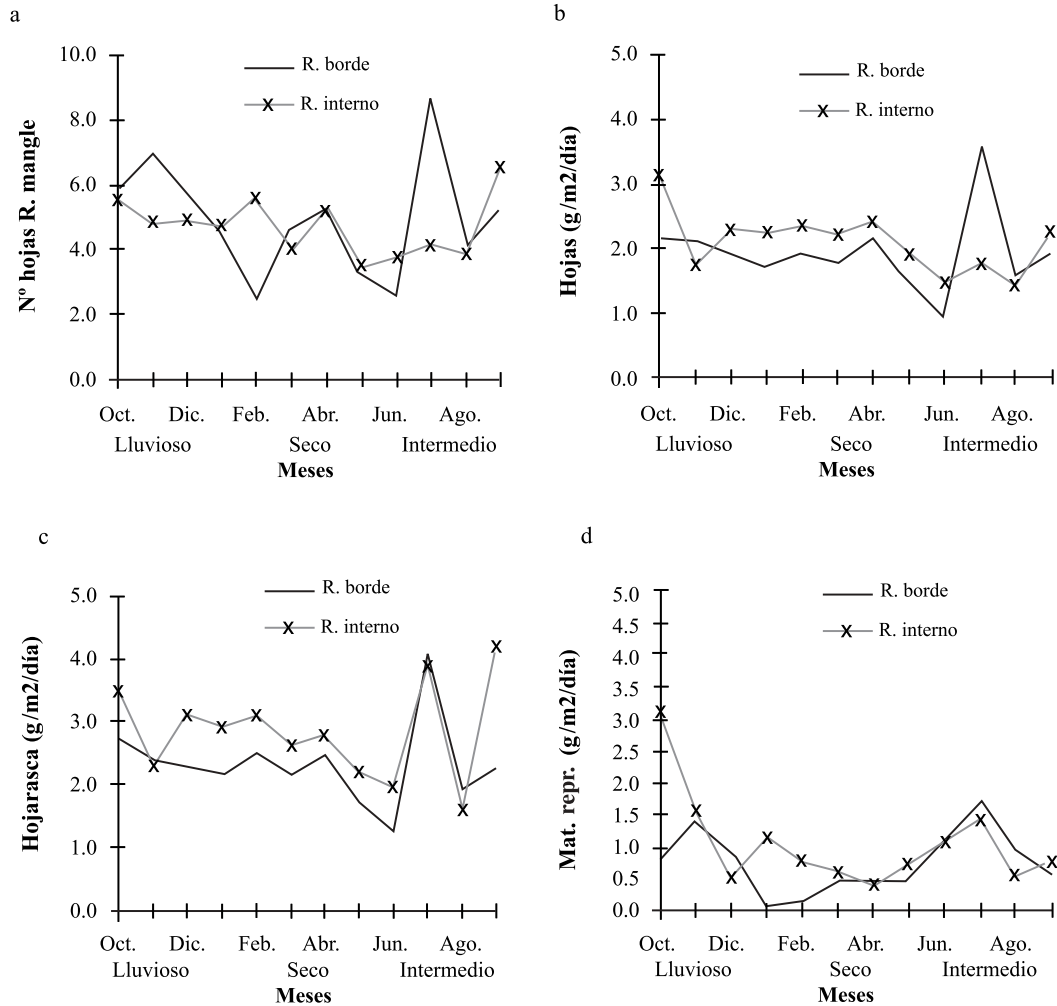 a
10.0
8.0
6.0
4.0
2.0
0.0
Nº hojas R. mangle
R. borde
R. interno
Oct. Dic. Feb. Abr. Jun. Ago.
Lluvioso Seco Intermedio
Meses
b
5.0
4.0
3.0
2.0
1.0
0.0
Hojas (g/m2/día)
R. borde
R. interno
Oct. Dic. Feb. Abr. Jun. Ago.
Lluvioso Seco Intermedio
Meses
c
5.0
4.0
3.0
2.0
1.0
0.0
Hojarasca (g/m2/día)
R. borde
R. interno
Oct. Dic. Feb. Abr. Jun. Ago.
Lluvioso Seco Intermedio
Meses
d
5.0
4.5
4.0
3.5
3.0
2.5
2.0
1.5
1.0
0.5
0.0
Mat. repr. (g/m2/día)
R. borde
R. interno
Oct. Dic. Feb. Abr. Jun. Ago.
Lluvioso Seco Intermedio
Meses